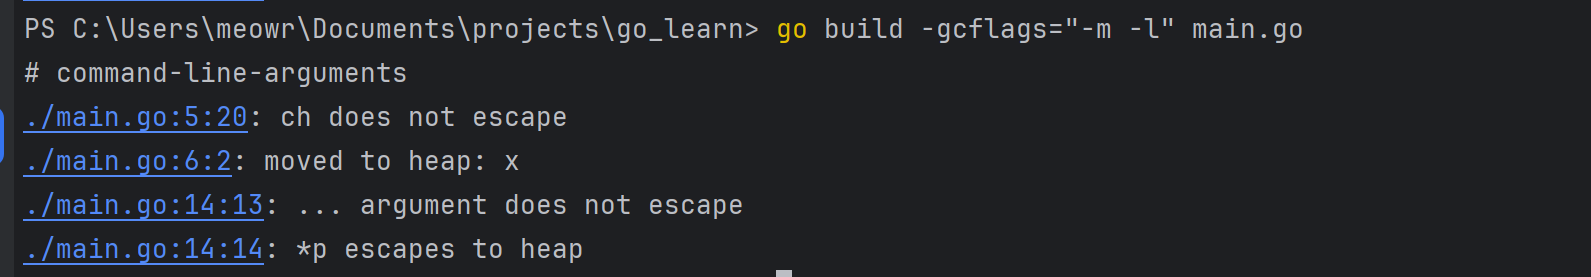 PS C:\Users\meowr\Documents\projects\go_learn> go build -gcflags="-m -l" main.go
# command-line-arguments
./main.go:5:20: ch does not escape
./main.go:6:2: moved to heap: x
./main.go:14:13: ... argument does not escape
./main.go:14:14: *p escapes to heap